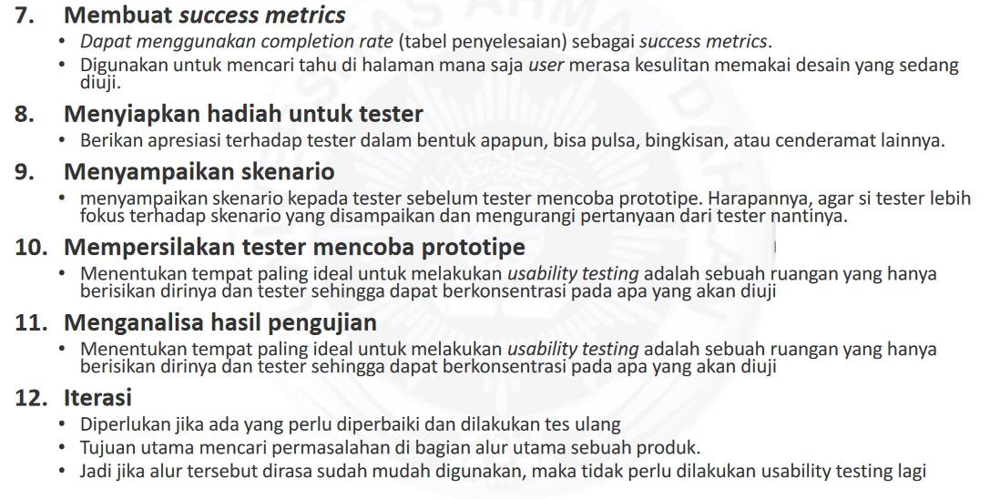 7. Membuat success metrics
• Dapat menggunakan completion rate (tabel penyelesaian) sebagai success metrics.
• Digunakan untuk mencari tahu di halaman mana saja user merasa kesulitan memakai desain yang sedang
diuji.
8. Menyiapkan hadiah untuk tester
• Berikan apresiasi terhadap tester dalam bentuk apapun, bisa pulsa, bingkisan, atau cenderamat lainnya.
9. Menyampaikan skenario
• menyampaikan skenario kepada tester sebelum tester mencoba prototipe. Harapannya, agar si tester lebih
fokus terhadap skenario yang disampaikan dan mengurangi pertanyaan dari tester nantinya.
10. Mempersilakan tester mencoba prototipe
• Menentukan tempat paling ideal untuk melakukan usability testing adalah sebuah ruangan yang hanya
berisikan dirinya dan tester sehingga dapat berkonsentrasi pada apa yang akan diuji
11. Menganalisa hasil pengujian
• Menentukan tempat paling ideal untuk melakukan usability testing adalah sebuah ruangan yang hanya
berisikan dirinya dan tester sehingga dapat berkonsentrasi pada apa yang akan diuji
12. Iterasi
• Diperlukan jika ada yang perlu diperbaiki dan dilakukan tes ulang
• Tujuan utama mencari permasalahan di bagian alur utama sebuah produk.
• Jadi jika alur tersebut dirasa sudah mudah digunakan, maka tidak perlu dilakukan usability testing lagi